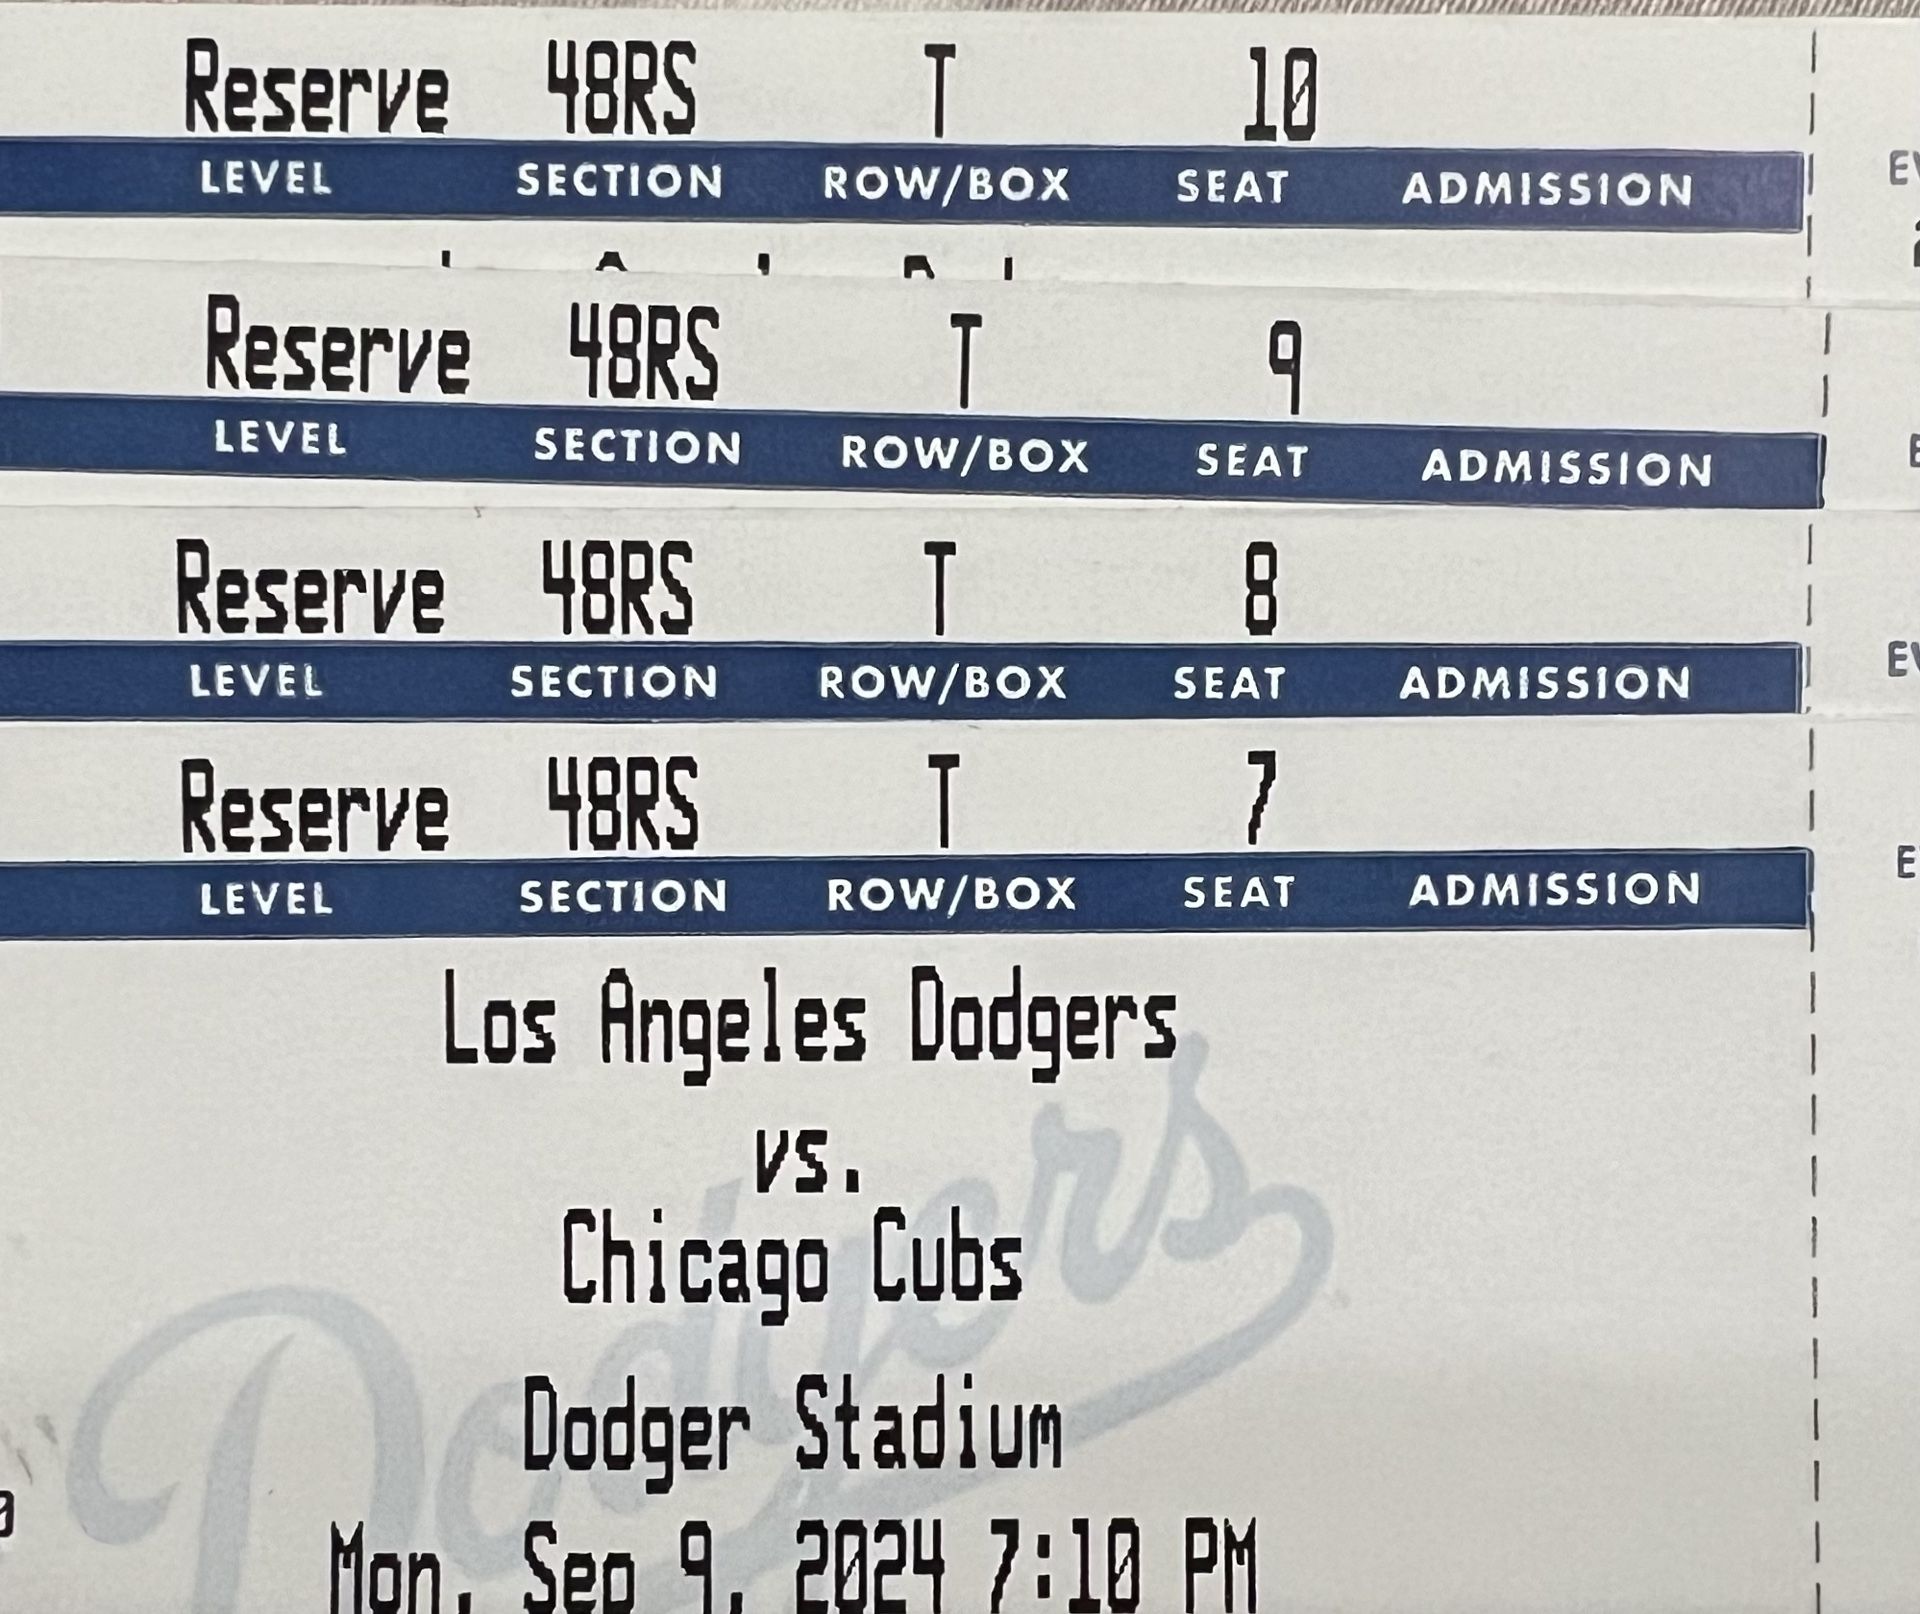 Reserve 48RS T 10
LEVEL SECTION ROW/BOX SEAT ADMISSION
Reserve 48RS T 9
LEVEL SECTION ROW/BOX SEAT ADMISSION
Reserve 48RS T 8
LEVEL SECTION ROW/BOX SEAT ADMISSION
Reserve 48RS T 7
LEVEL SECTION ROW/BOX SEAT ADMISSION
Los Angeles Dodgers
vs.
Chicago Cubs
Dodgers
Dodger Stadium
Mon, Sep 9, 2024 7:10 PM